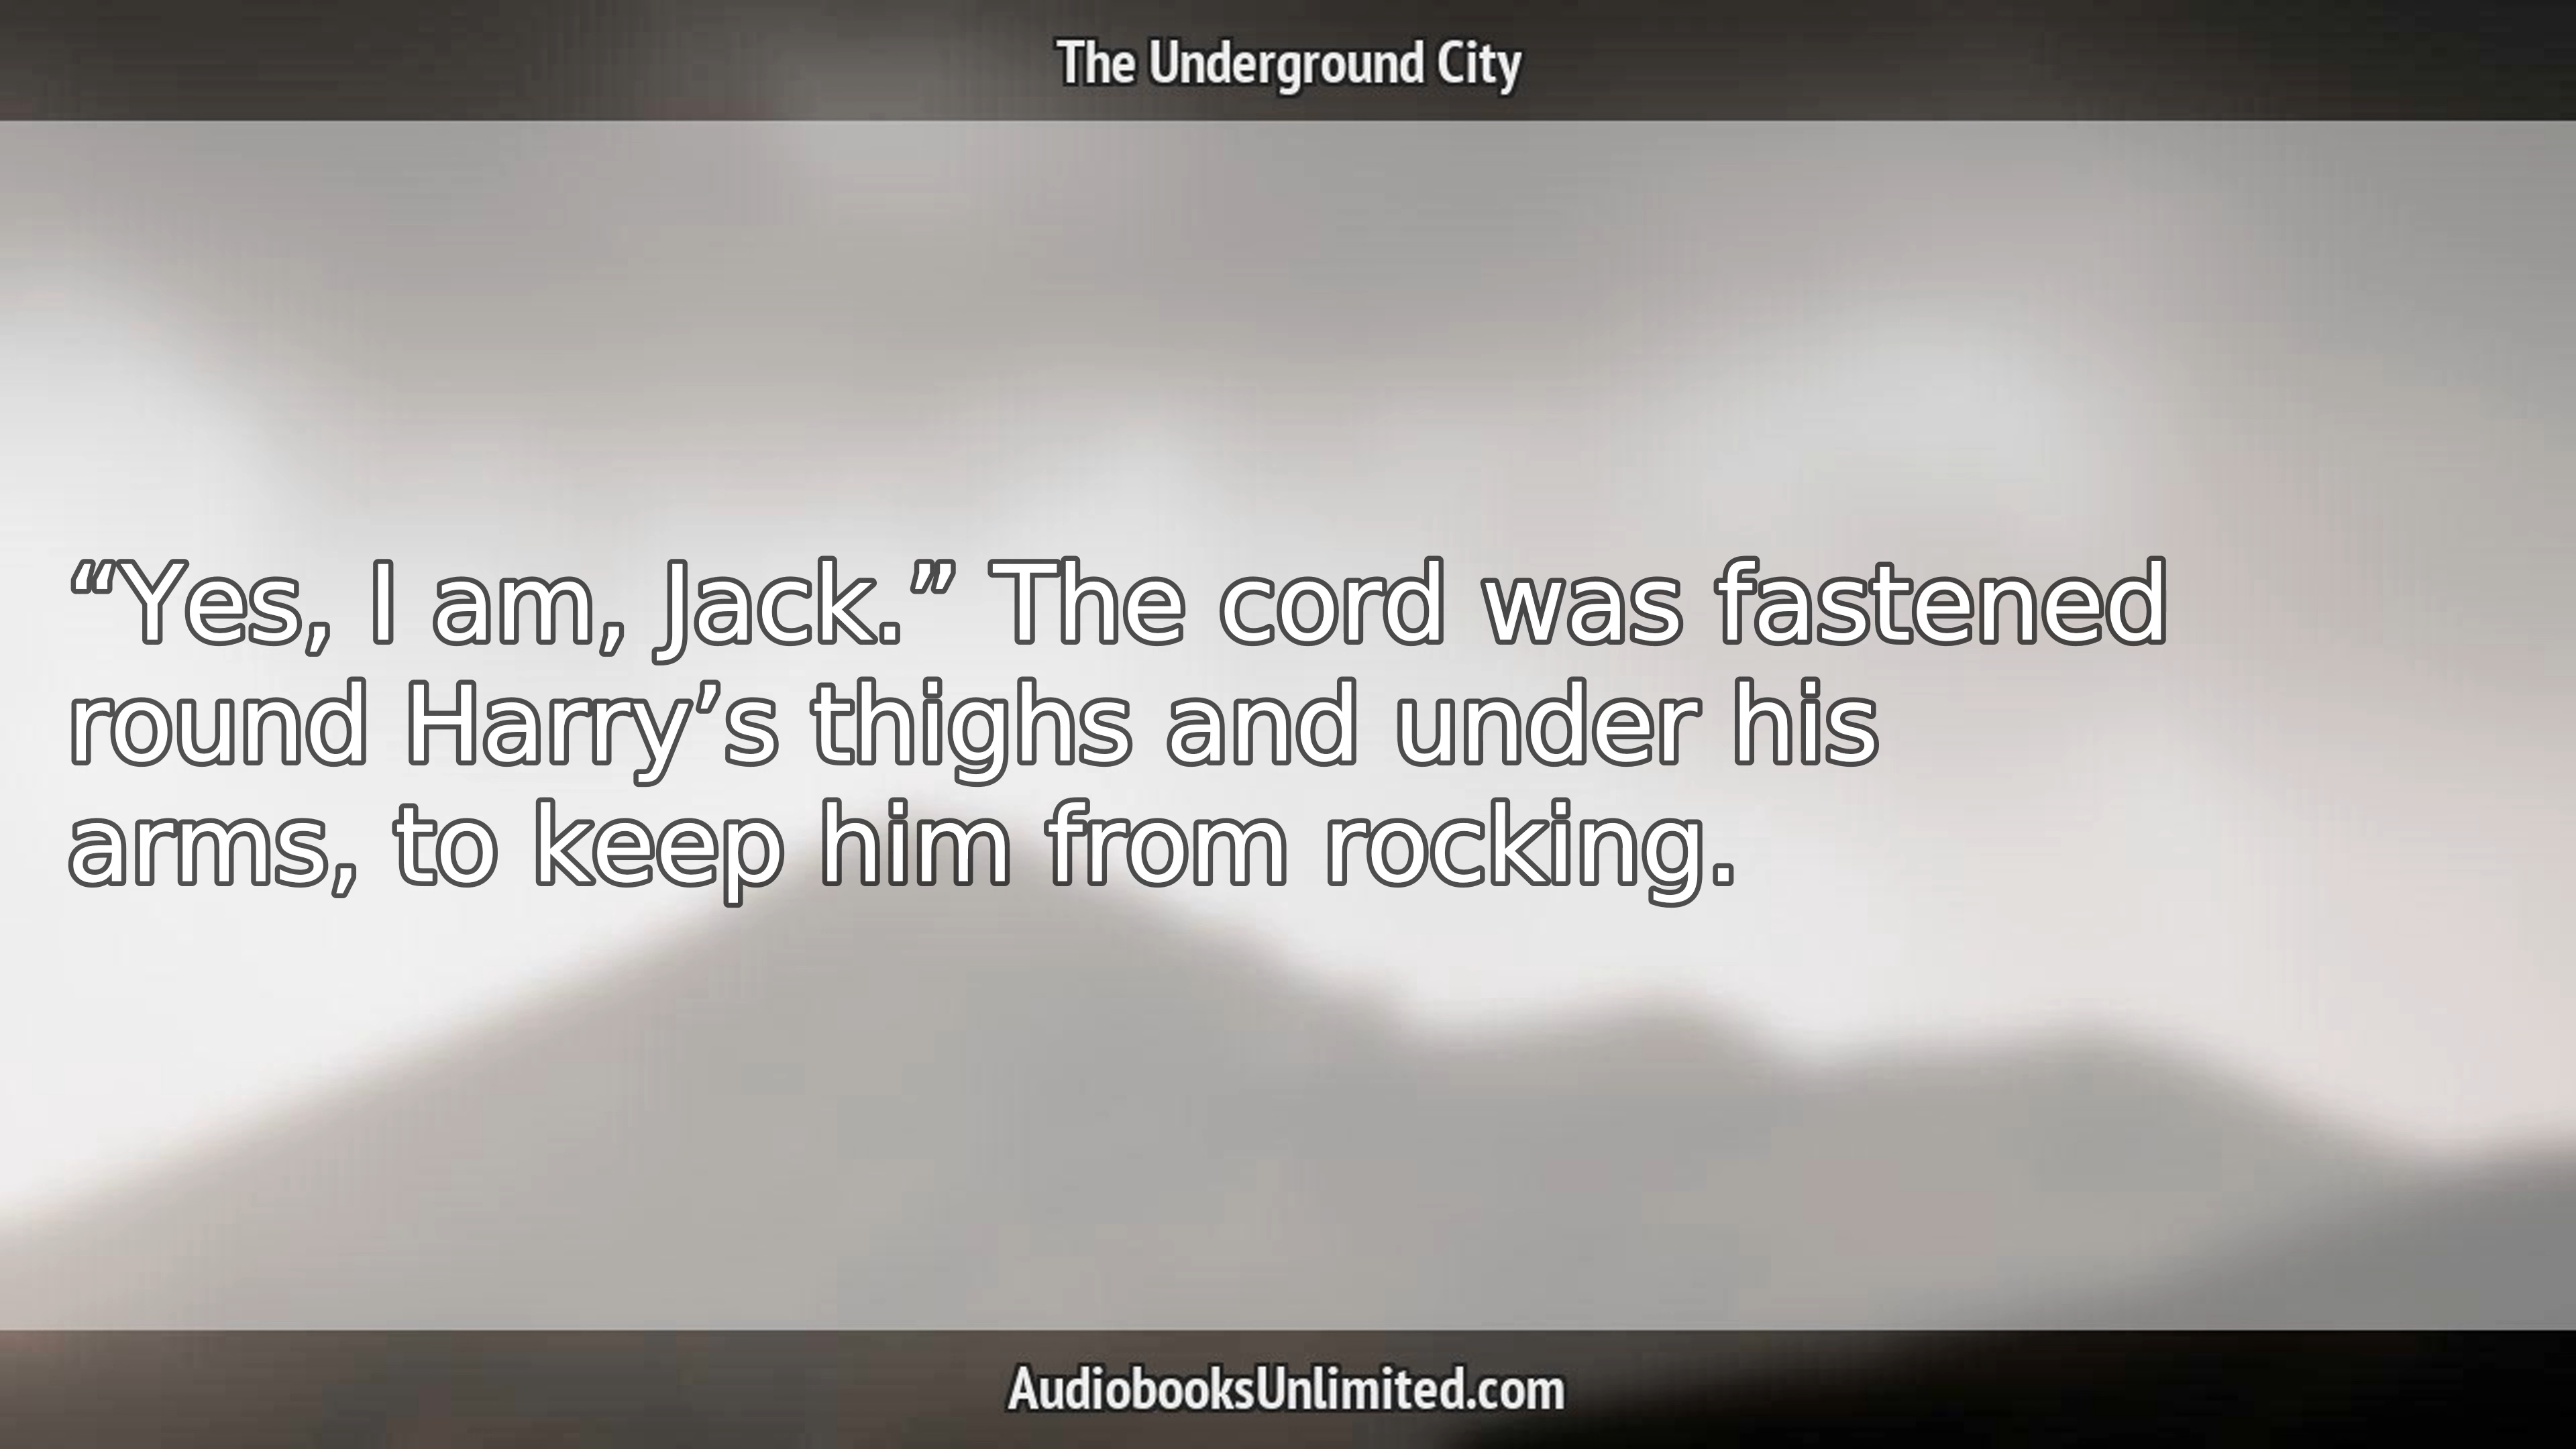 The Underground City
“Yes, I am, Jack.” The cord was fastened
round Harry’s thighs and under his
arms, to keep him from rocking.
AudiobooksUnlimited.com